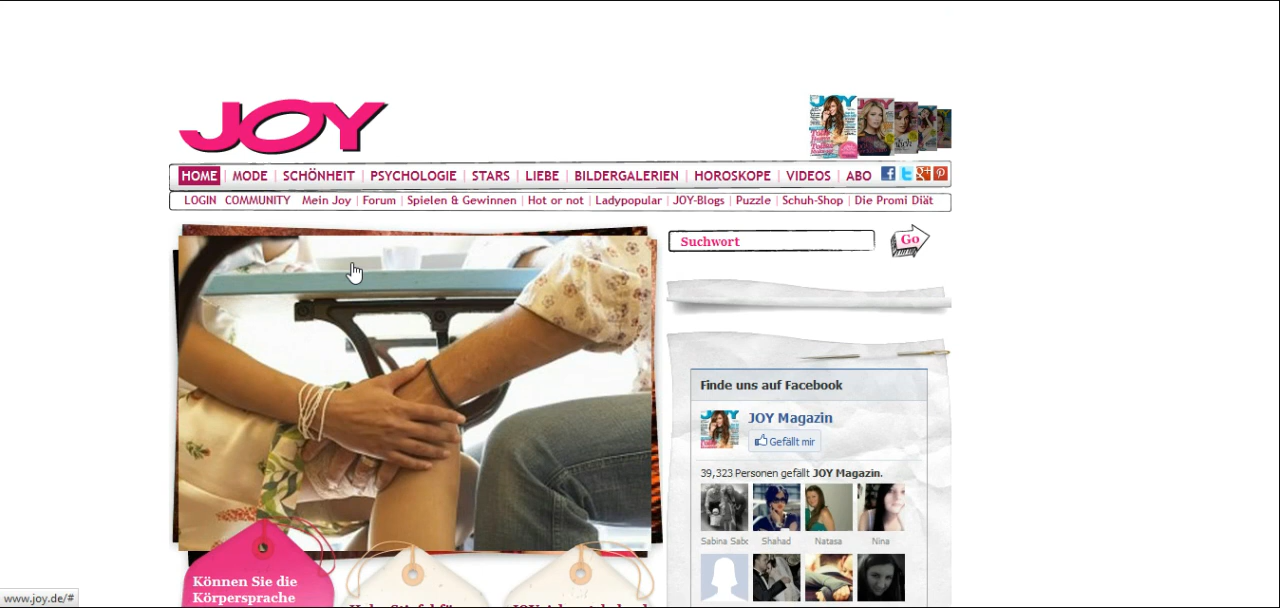 JOY
HOME | MODE | SCHÖNHEIT | PSYCHOLOGIE | STARS | LIEBE | BILDERGALERIEN | HOROSKOPE | VIDEOS | ABO
LOGIN COMMUNITY Mein Joy | Forum | Spielen & Gewinnen | Hot or not | Ladypopular | JOY-Blogs | Puzzle | Schuh-Shop | Die Promi Diät
Suchwort
Go
Finde uns auf Facebook
JOY Magazin
Gefällt mir
39,323 Personen gefällt JOY Magazin.
Sabina Shahad Natasa Nina
Können Sie die
Körpersprache
www.joy.de/#